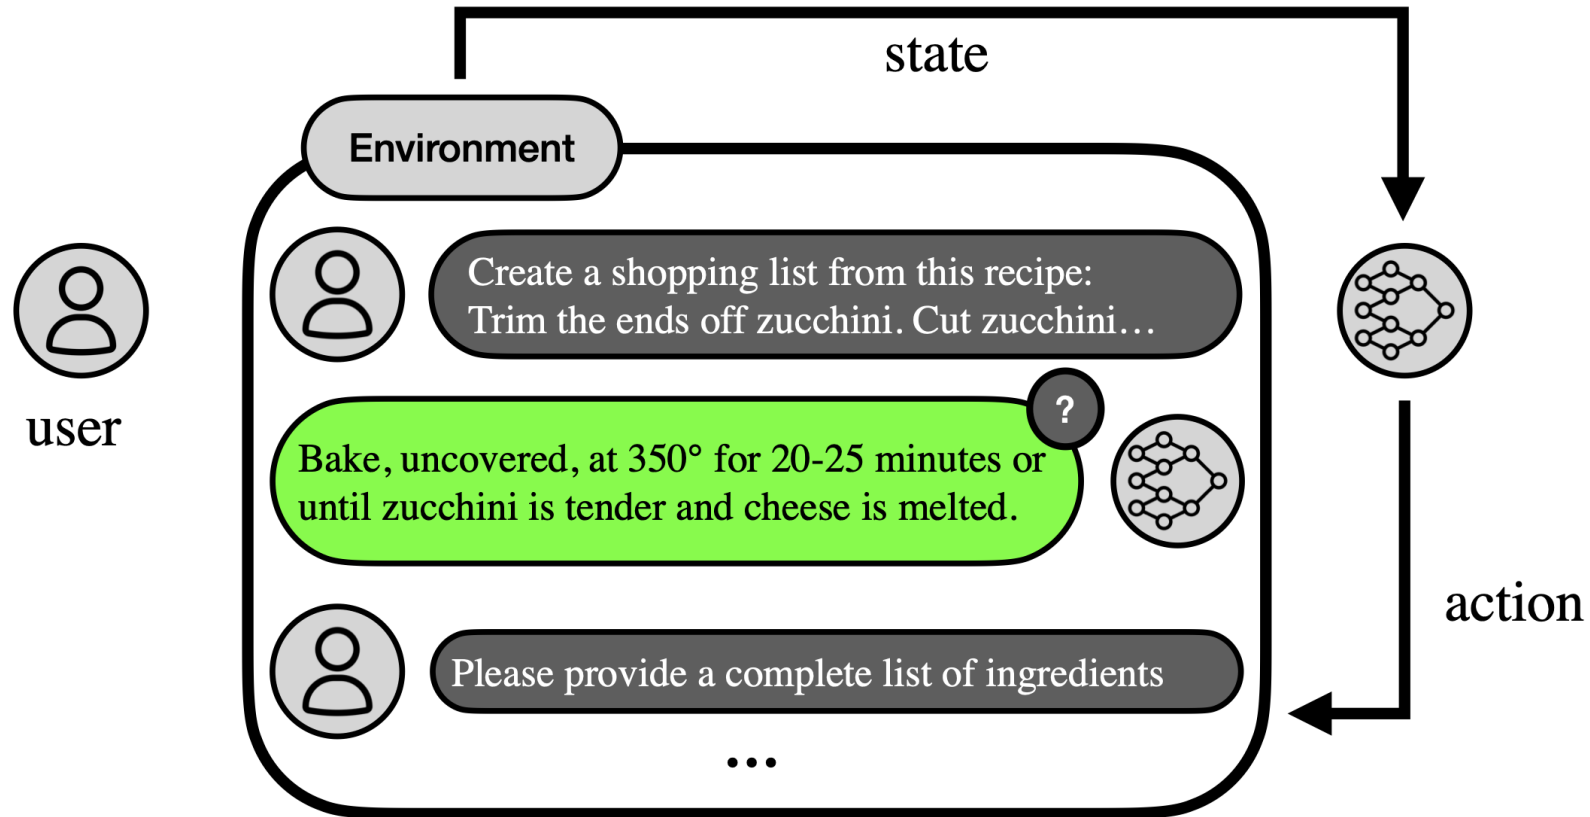 state
Environment
Create a shopping list from this recipe:
Trim the ends off zucchini. Cut zucchini…
user
?
Bake, uncovered, at 350° for 20-25 minutes or
until zucchini is tender and cheese is melted.
action
Please provide a complete list of ingredients
...